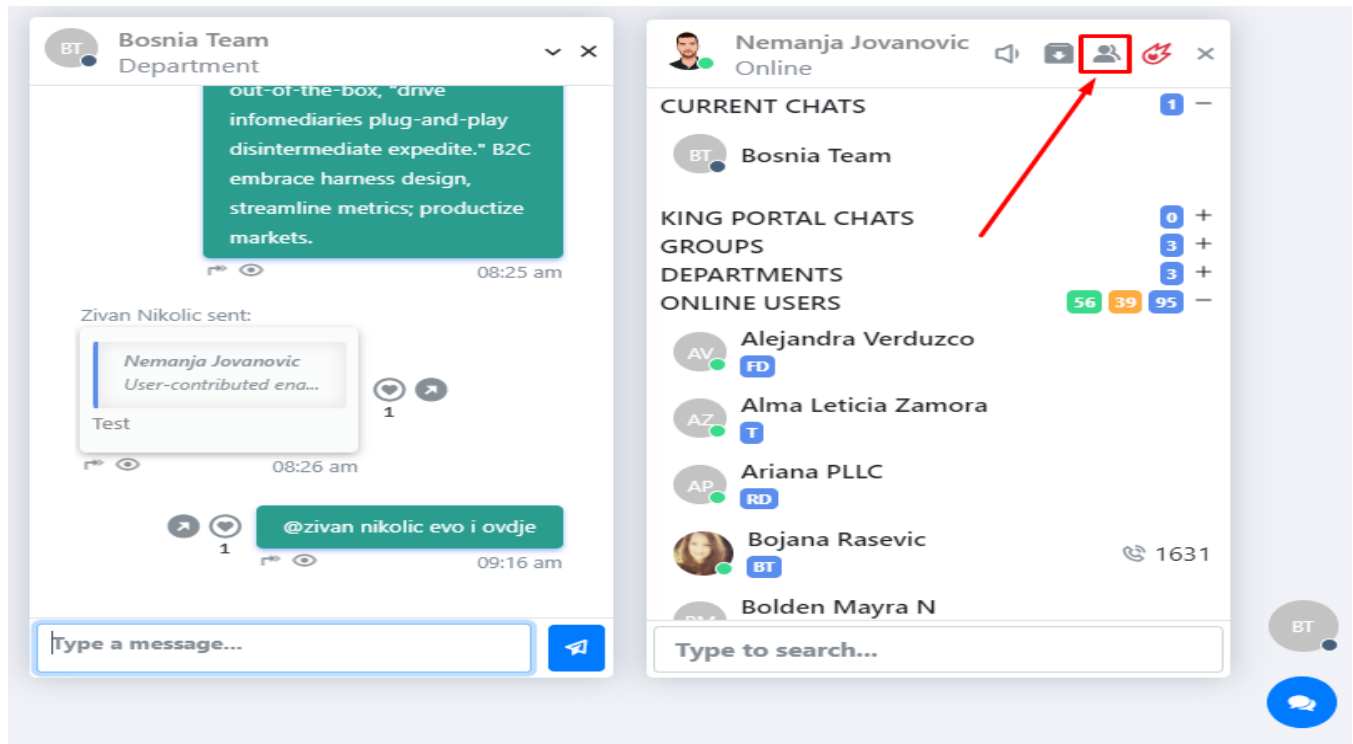 BT
Bosnia Team
Department
out-of-the-box, "drive
infomediaries plug-and-play
disintermediate expedite." B2C
embrace harness design,
streamline metrics; productize
markets.
08:25 am
Zivan Nikolic sent:
Nemanja Jovanovic
User-contributed ena...
Test
1
08:26 am
@zivan nikolic evo i ovdje
1
09:16 am
Type a message...
Nemanja Jovanovic
Online
CURRENT CHATS 1
BT Bosnia Team
KING PORTAL CHATS 0
GROUPS 3
DEPARTMENTS 3
ONLINE USERS 56 39 95
AV Alejandra Verduzco
FD
AZ Alma Leticia Zamora
T
AP Ariana PLLC
RD
Bojana Rasevic
BT
1631
BM Bolden Mayra N
Type to search...
BT